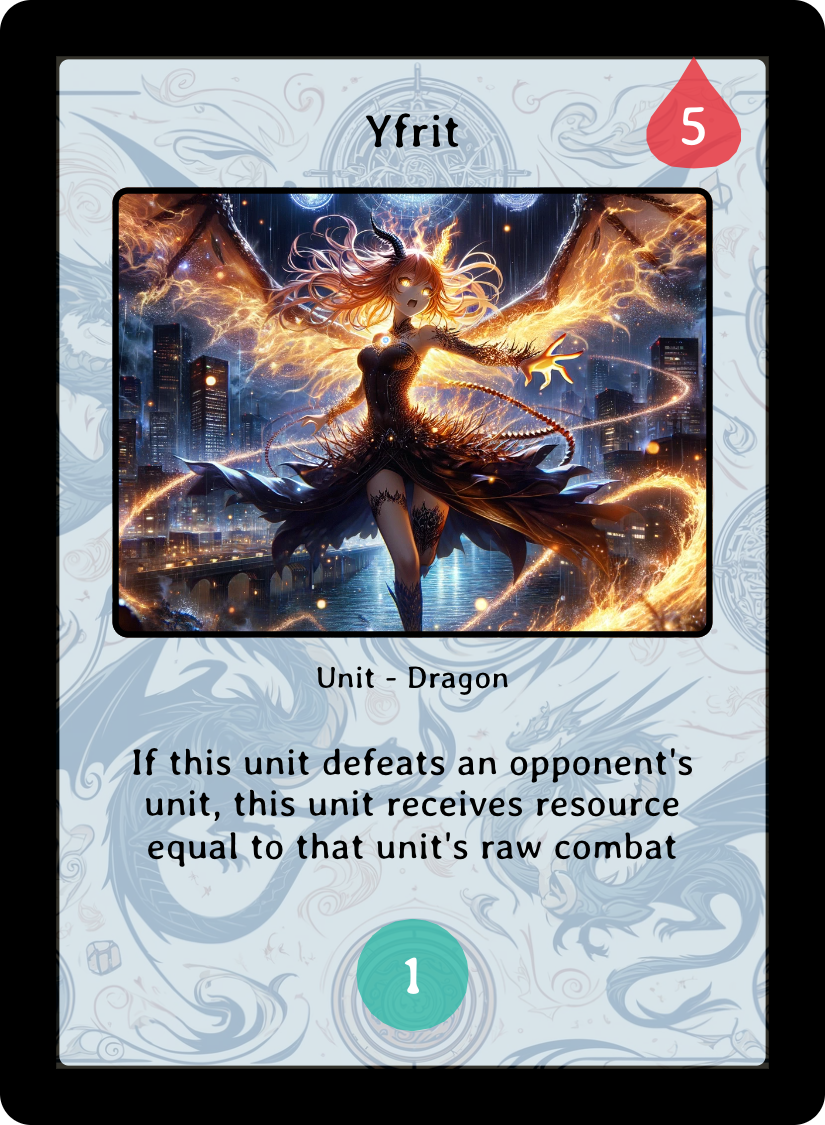 Yfrit
5
Unit - Dragon
If this unit defeats an opponent's
unit, this unit receives resource
equal to that unit's raw combat
1